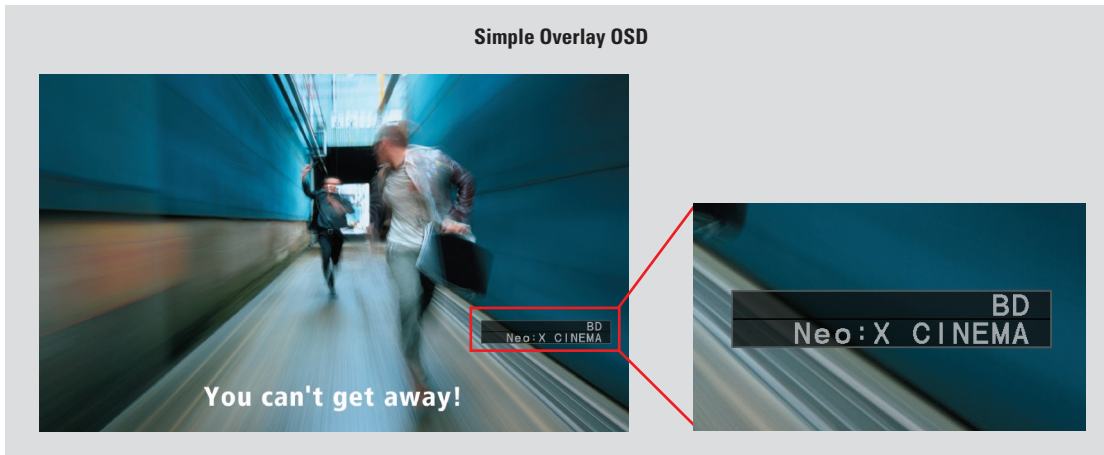 Simple Overlay OSD
BD
Neo:X CINEMA
You can't get away!
BD
Neo:X CINEMA